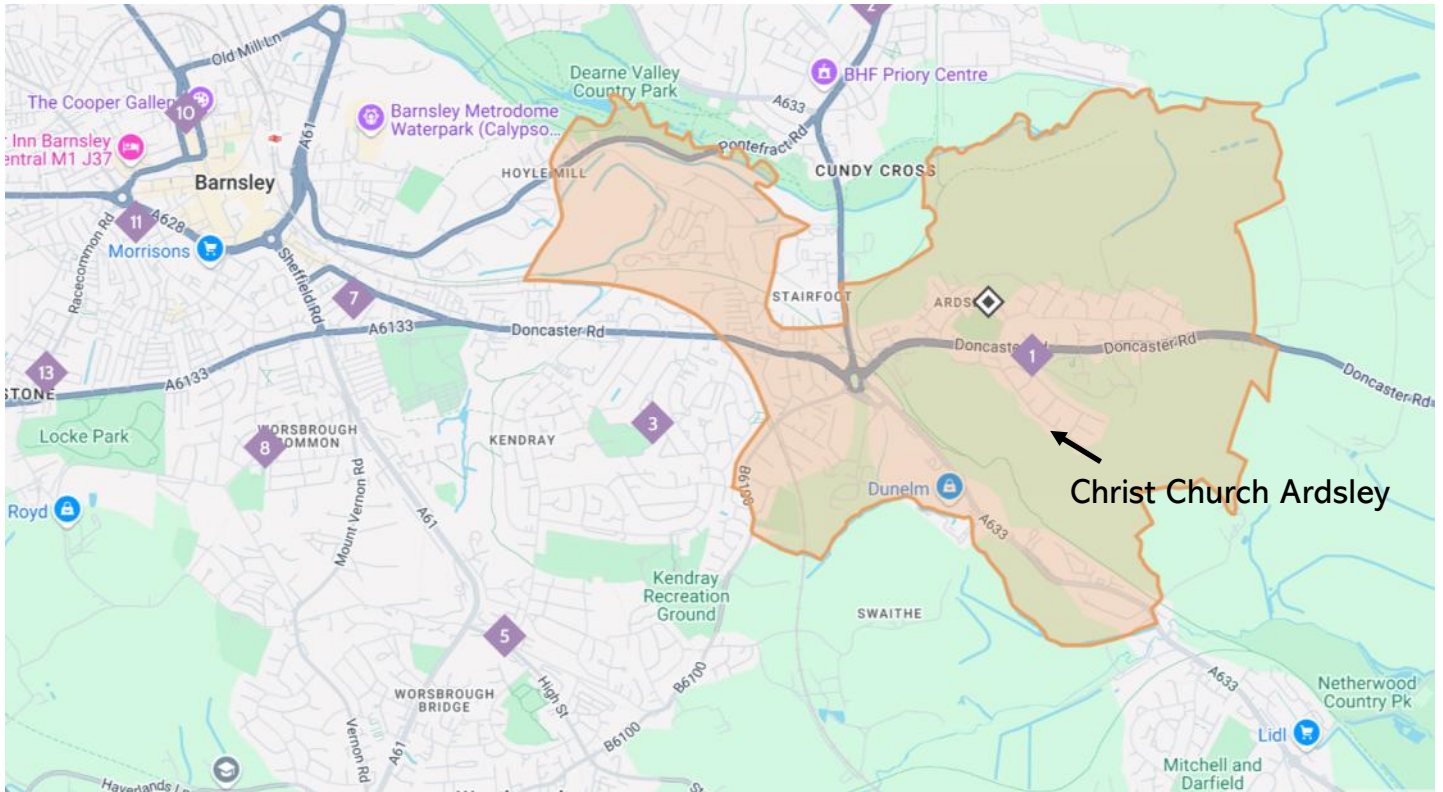 2
Old Mill Ln
Dearne Valley
Country Park
BHF Priory Centre
The Cooper Galler
10
A61
Barnsley Metrodome
Waterpark (Calypso...
A633
Inn Barnsley
entral M1 J37
Pontefract Rd
HOYLE MILL
CUNDY CROSS
Barnsley
11
A628
Morrisons
Racecommon Rd
Sheffield Rd
7
STAIRFOOT
ARDS
A6133
Doncaster Rd
1
Doncaster Rd
Doncaster Rd
13
A6133
STONE
Locke Park
WORSBROUGH
COMMON
8
KENDRAY
3
B6100
Dunelm
Christ Church Ardsley
Royd
Mount Vernon Rd
A61
A633
Kendray
Recreation
Ground
SWAITHE
5
High St
B6100
WORSBROUGH
BRIDGE
A633
Netherwood
Country Pk
Vernon Rd
A61
B6100
Lidl
Mitchell and
Darfield